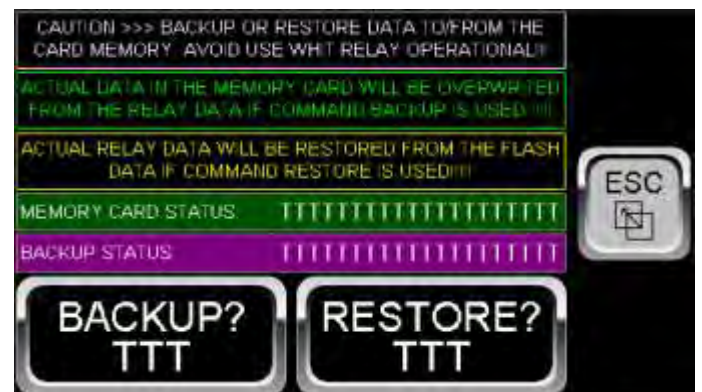 CAUTION >>> BACKUP OR RESTORE DATA TO/FROM THE
CARD MEMORY AVOID USE WHIT RELAY OPERATIONAL!!
ACTUAL DATA IN THE MEMORY CARD WILL BE OVERWRITED
FROM THE RELAY DATA IF COMMAND BACKUP IS USED !!!!
ACTUAL RELAY DATA WILL BE RESTORED FROM THE FLASH
DATA IF COMMAND RESTORE IS USED!!!!
ESC
MEMORY CARD STATUS TTTTTTTTTTTTTTTTTTTT
BACKUP STATUS TTTTTTTTTTTTTTTTTTTT
BACKUP?
TTT
RESTORE?
TTT